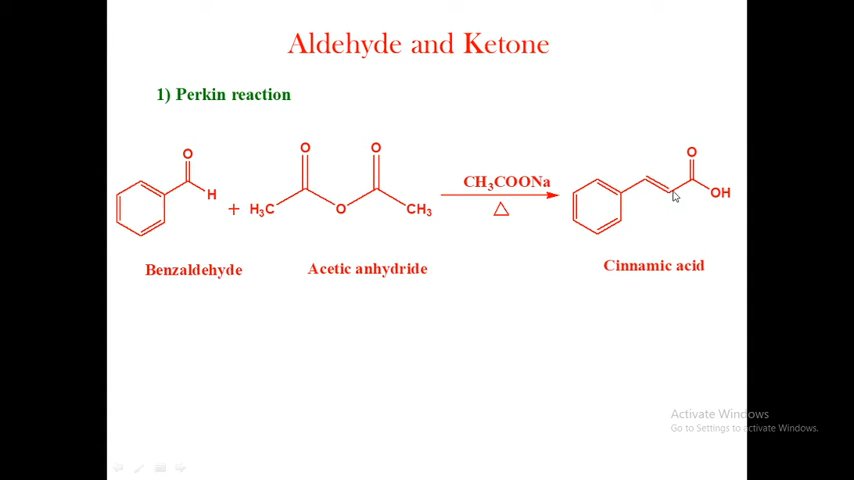 Aldehyde and Ketone
1) Perkin reaction
O
H
+
H₃C
O
O
O
CH₃
CH₃COONa
△
O
OH
Benzaldehyde
Acetic anhydride
Cinnamic acid
Activate Windows
Go to Settings to activate Windows.